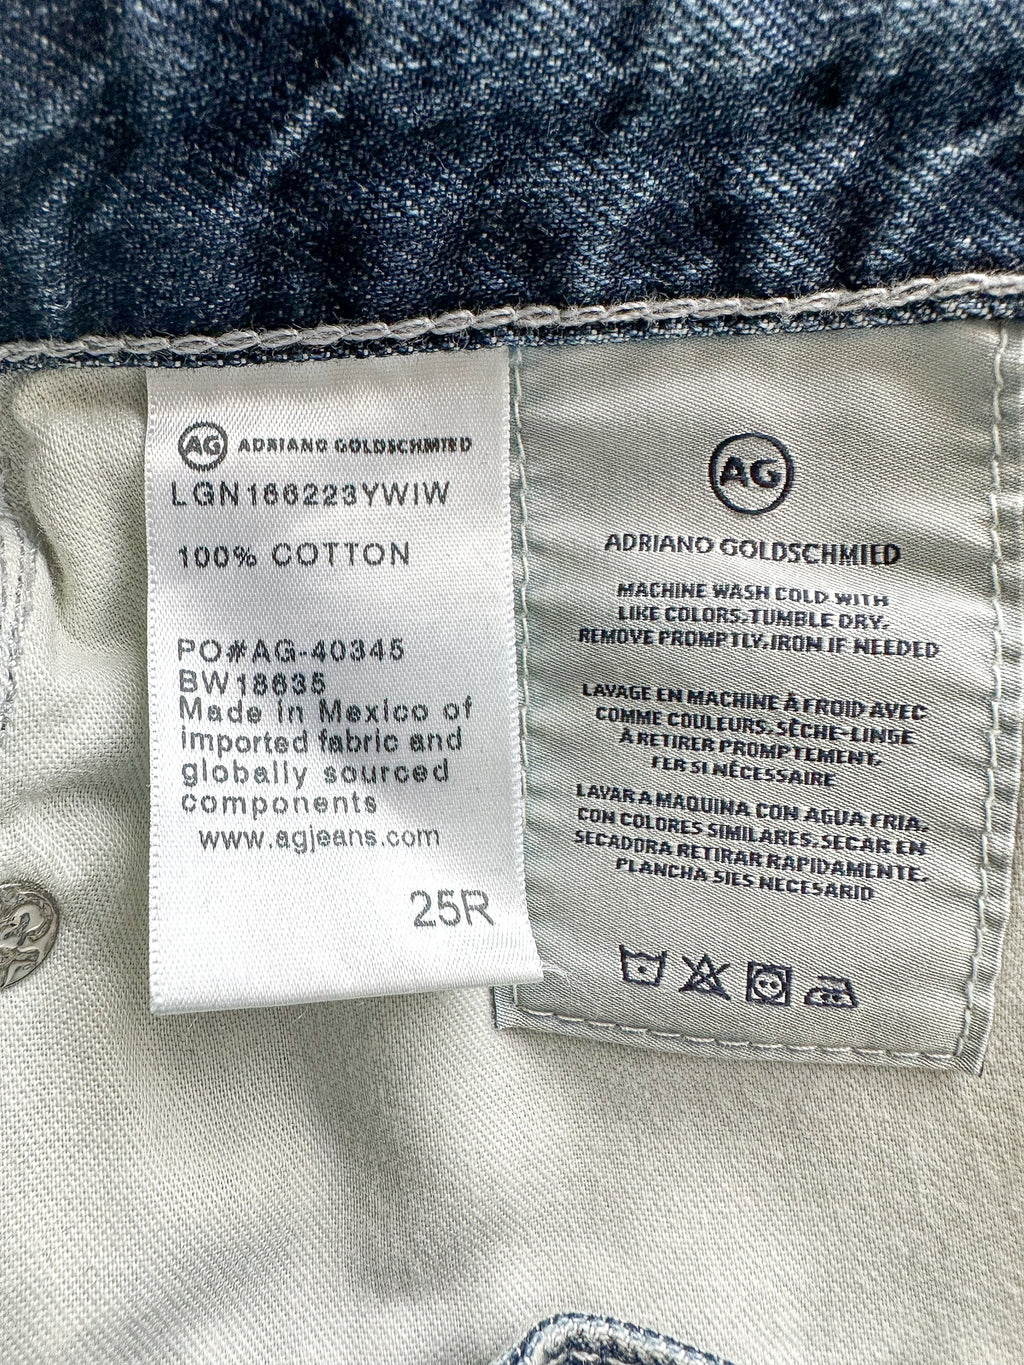 AG ADRIANO GOLDSCHMIED
LGN166223YWIW
100% COTTON
PO#AG-40345
BW18635
Made in Mexico of
imported fabric and
globally sourced
components
www.agjeans.com
25R
AG
ADRIANO GOLDSCHMIED
MACHINE WASH COLD WITH
LIKE COLORS.TUMBLE DRY.
REMOVE PROMPTLY.IRON IF NEEDED
LAVAGE EN MACHINE À FROID AVEC
COMME COULEURS. SÈCHE-LINGE
À RETIRER PROMPTEMENT.
FER SI NÉCESSAIRE
LAVAR A MAQUINA CON AGUA FRIA.
CON COLORES SIMILARES. SECAR EN
SECADORA RETIRAR RAPIDAMENTE.
PLANCHA SIES NECESARIO